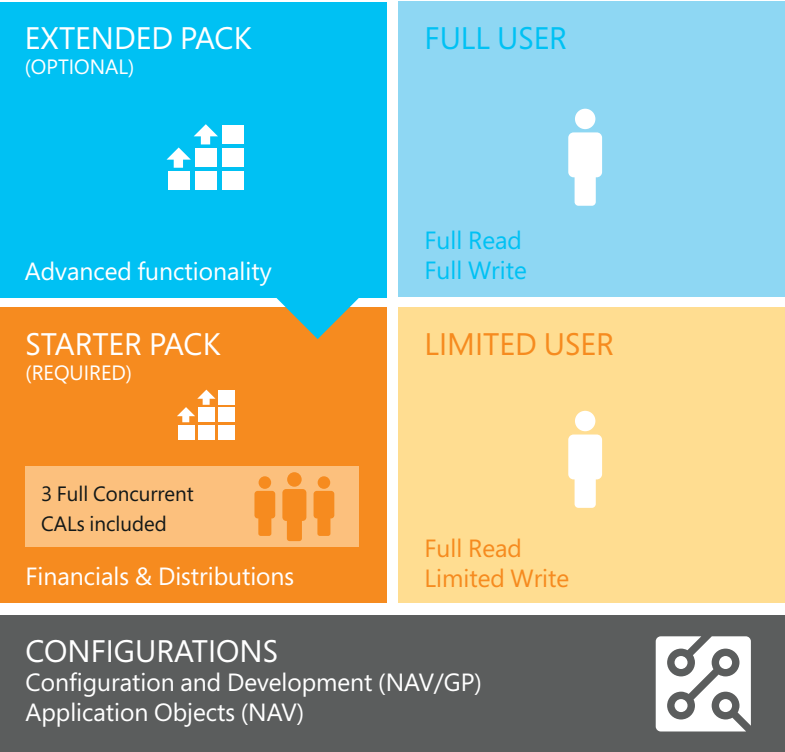 EXTENDED PACK
(OPTIONAL)
Advanced functionality
FULL USER
Full Read
Full Write
STARTER PACK
(REQUIRED)
3 Full Concurrent
CALs included
Financials & Distributions
LIMITED USER
Full Read
Limited Write
CONFIGURATIONS
Configuration and Development (NAV/GP)
Application Objects (NAV)